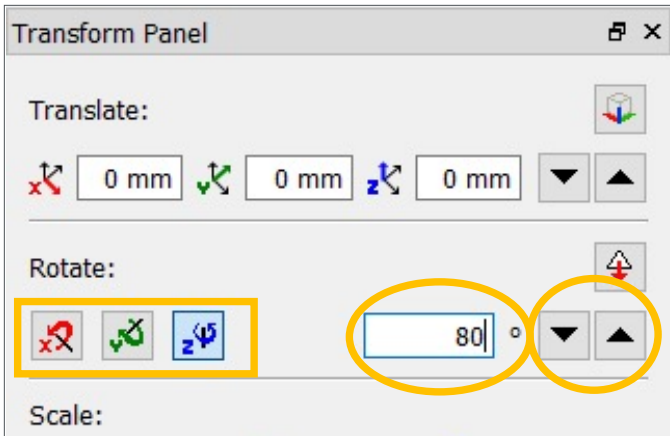 Transform Panel
Translate:
x 0 mm Y 0 mm z 0 mm
Rotate:
x Y z 80 °
Scale: